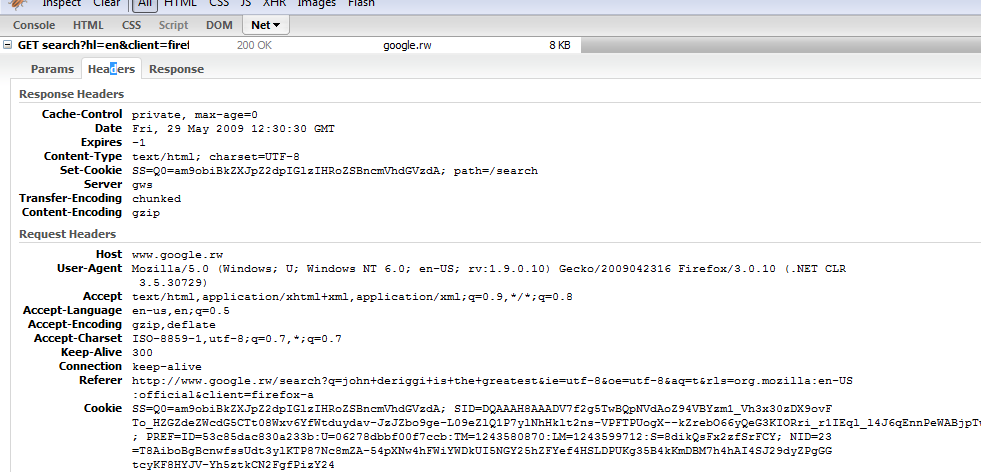 Inspect Clear All HTML CSS JS XHR Images Flash
Console HTML CSS Script DOM Net
GET search?hl=en&client=firef 200 OK google.rw 8 KB
Params Headers Response
Response Headers
Cache-Control private, max-age=0
Date Fri, 29 May 2009 12:30:30 GMT
Expires -1
Content-Type text/html; charset=UTF-8
Set-Cookie SS=Q0=am9obiBkZXJpZ2dpIGlzIHRoZSBncmVhdGVzdA; path=/search
Server gws
Transfer-Encoding chunked
Content-Encoding gzip
Request Headers
Host www.google.rw
User-Agent Mozilla/5.0 (Windows; U; Windows NT 6.0; en-US; rv:1.9.0.10) Gecko/2009042316 Firefox/3.0.10 (.NET CLR
3.5.30729)
Accept text/html,application/xhtml+xml,application/xml;q=0.9,*/*;q=0.8
Accept-Language en-us,en;q=0.5
Accept-Encoding gzip,deflate
Accept-Charset ISO-8859-1,utf-8;q=0.7,*;q=0.7
Keep-Alive 300
Connection keep-alive
Referer http://www.google.rw/search?q=john+deriggi+is+the+greatest&ie=utf-8&oe=utf-8&aq=t&rls=org.mozilla:en-US
:official&client=firefox-a
Cookie SS=Q0=am9obiBkZXJpZ2dpIGlzIHRoZSBncmVhdGVzdA; SID=DQAAAH8AAADV7f2g5TwBQpNVdAoZ94VBYzm1_Vh3x30zDX9ovF
To_HZGZdeZWcdG5CTt08Wxv6YfWtduydav-JzJZbo9ge-L09eZlQ1P7ylNhHklt2ns-VPFTPUogX--kZrebO66yQeG3KIORri_r1IEql_l4J6qEnnPeWABjpTw
; PREF=ID=53c85dac830a233b:U=06278dbbf00f7ccb:TM=1243580870:LM=1243599712:S=8dikQsFx2zfSrFCY; NID=23
=T8AiboBgBcnwfssUdt3ylKTP87Nc8mZA-54pXNw4hFWiYWDkUI5NGY25hZFYef4HSLDPUKg35B4kKmDBM7h4hAI4SJ29dyZPgGG
tcyKF8HYJV-Yh5ztkCN2FgfPizY24